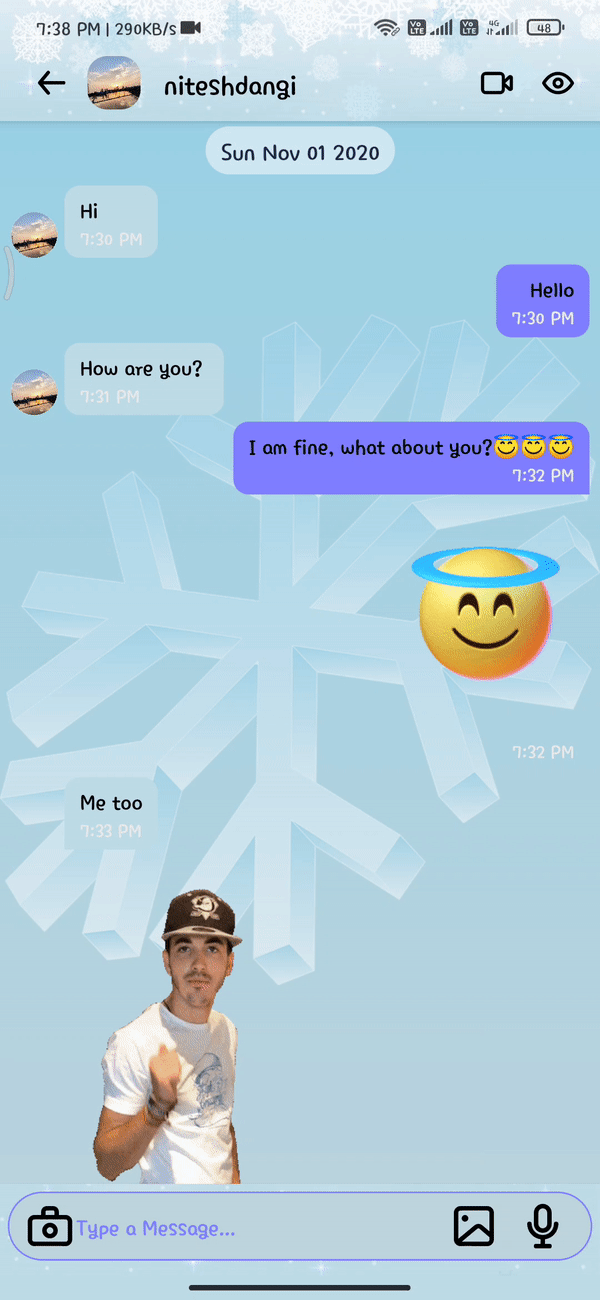 7:38 PM | 290KB/s
Vo LTE
Vo LTE
4G
48
niteshdangi
Sun Nov 01 2020
Hi
7:30 PM
Hello
7:30 PM
How are you?
7:31 PM
I am fine, what about you?😇😇😇
7:32 PM
7:32 PM
Me too
7:33 PM
Type a Message...